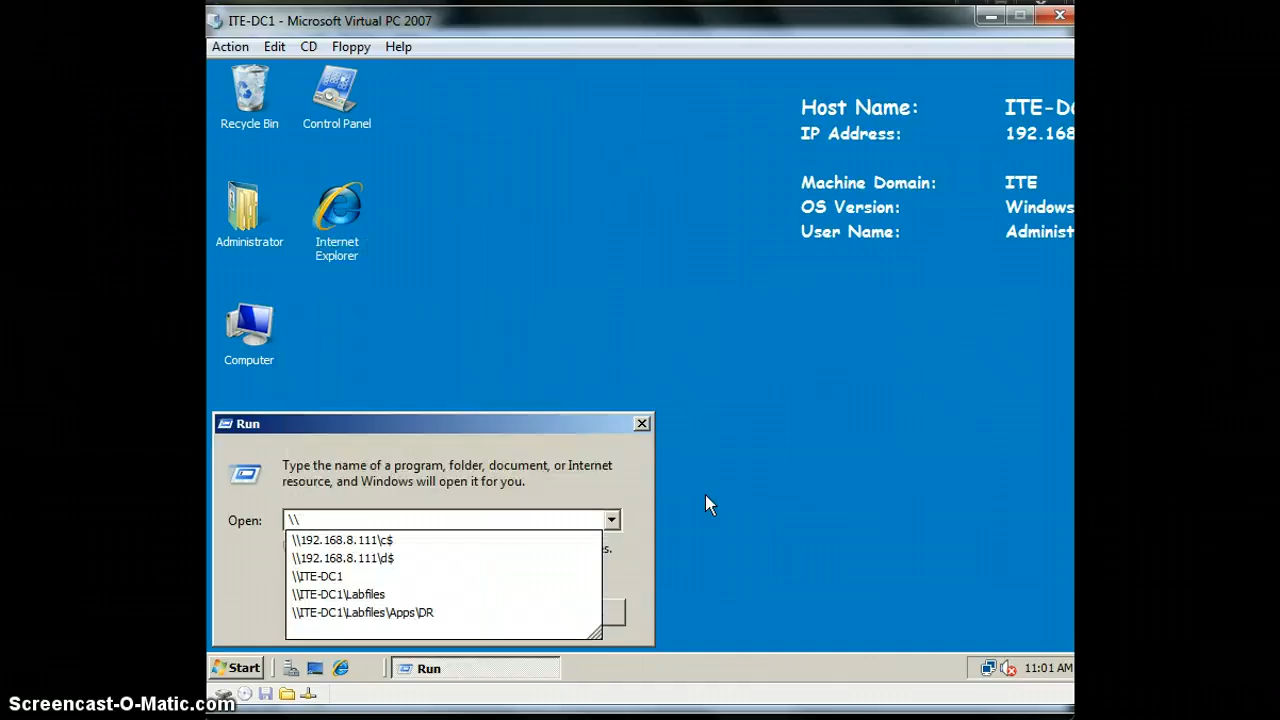 ITE-DC1 - Microsoft Virtual PC 2007
Action Edit CD Floppy Help
Recycle Bin
Control Panel
Host Name: ITE-DC
IP Address: 192.168
Administrator
Internet
Explorer
Machine Domain: ITE
OS Version: Windows
User Name: Administ
Computer
Run
Type the name of a program, folder, document, or Internet
resource, and Windows will open it for you.
Open: \\
\\192.168.8.111\c$
\\192.168.8.111\d$
\\ITE-DC1
\\ITE-DC1\Labfiles
\\ITE-DC1\Labfiles\Apps\DR
es.
Start
Run
11:01 AM
Screencast-O-Matic.com